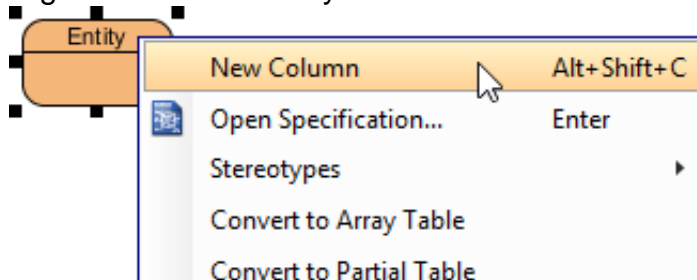 Entity
New Column Alt+Shift+C
Open Specification... Enter
Stereotypes
Convert to Array Table
Convert to Partial Table